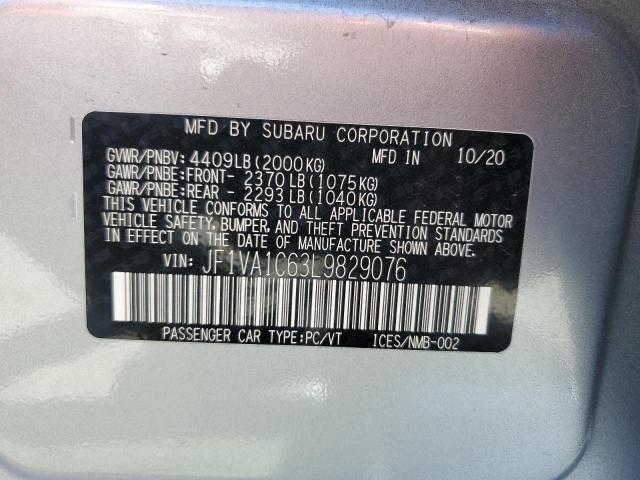 MFD BY SUBARU CORPORATION
GVWR/PNBV: 4409LB(2000KG) MFD IN 10/20
GAWR/PNBE:FRONT- 2370LB(1075KG)
GAWR/PNBE:REAR - 2293LB(1040KG)
THIS VEHICLE CONFORMS TO ALL APPLICABLE FEDERAL MOTOR
VEHICLE SAFETY, BUMPER, AND THEFT PREVENTION STANDARDS
IN EFFECT ON THE DATE OF MANUFACTURE SHOWN ABOVE.
VIN: JF1VA1C63L9829076
PASSENGER CAR TYPE:PC/VT ICES/NMB-002